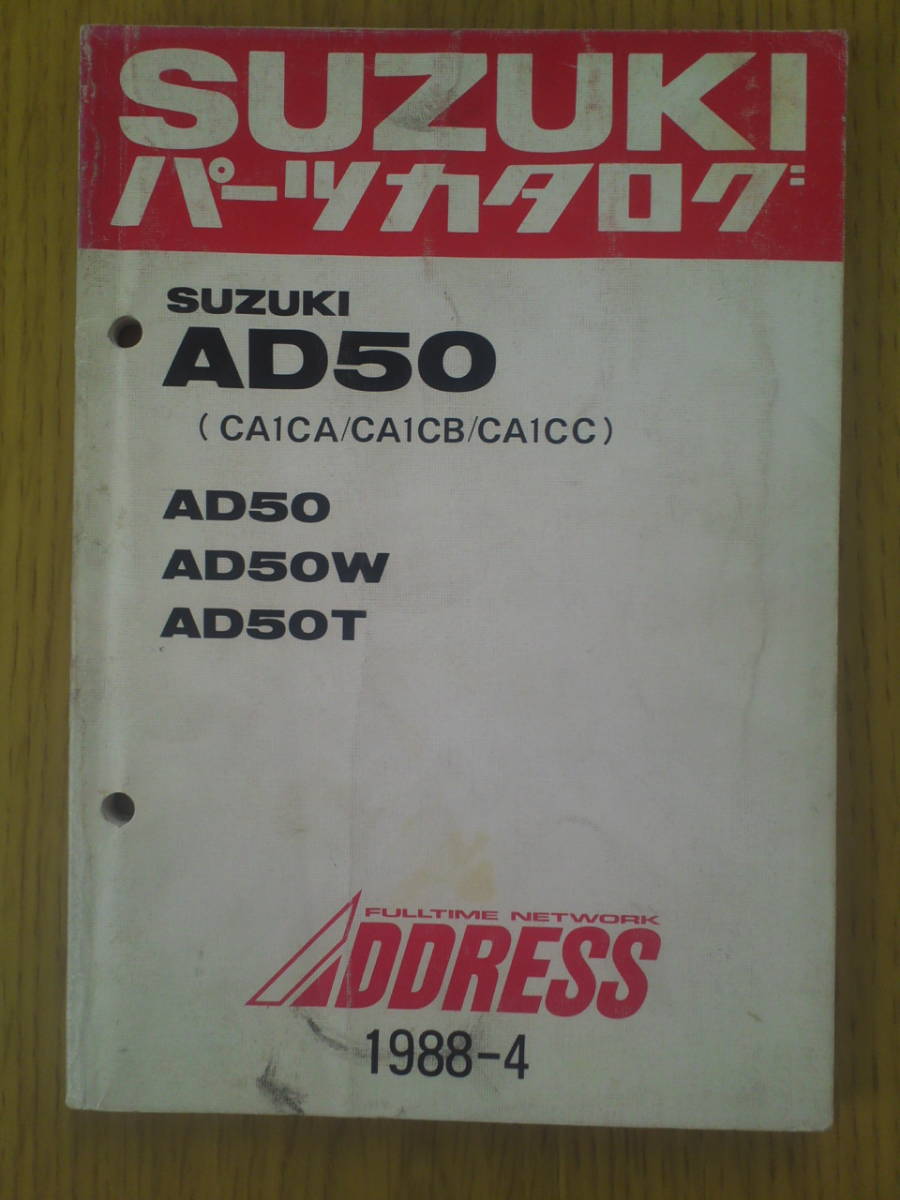 SUZUKI
パーツカタログ
SUZUKI
AD50
(CA1CA/CA1CB/CA1CC)
AD50
AD50W
AD50T
FULLTIME NETWORK
ADDRESS
1988-4